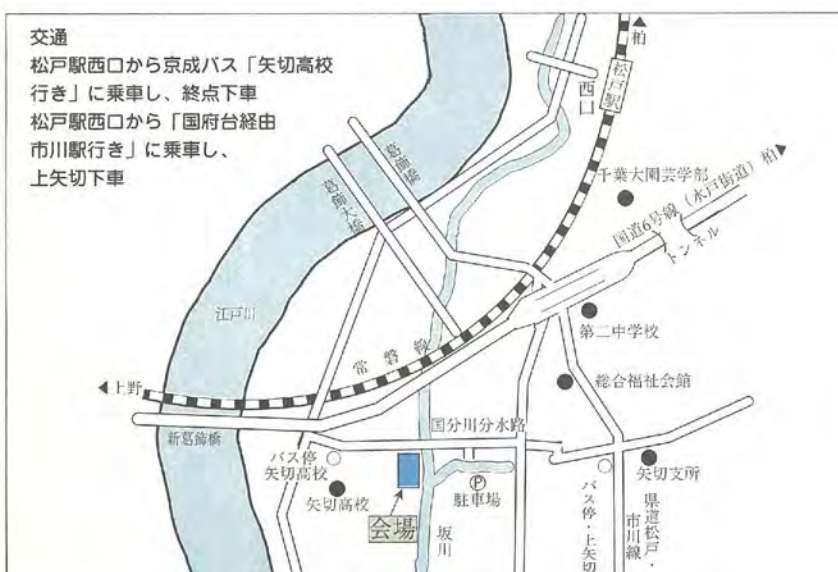 交通
松戸駅西口から京成バス「矢切高校
行き」に乗車し、終点下車
松戸駅西口から「国府台経由
市川駅行き」に乗車し、
上矢切下車
▲柏
松戸駅
西口
葛飾橋
葛飾大橋
千葉大園芸学部
国道6号線（水戸街道）柏▲
トンネル
江戸川
第二中学校
常磐線
総合福祉会館
◀上野
新葛飾橋
国分川分水路
バス停
矢切高校
矢切高校
会場
坂川
P
駐車場
バス停・上矢切
矢切支所
県道松戸・
市川線